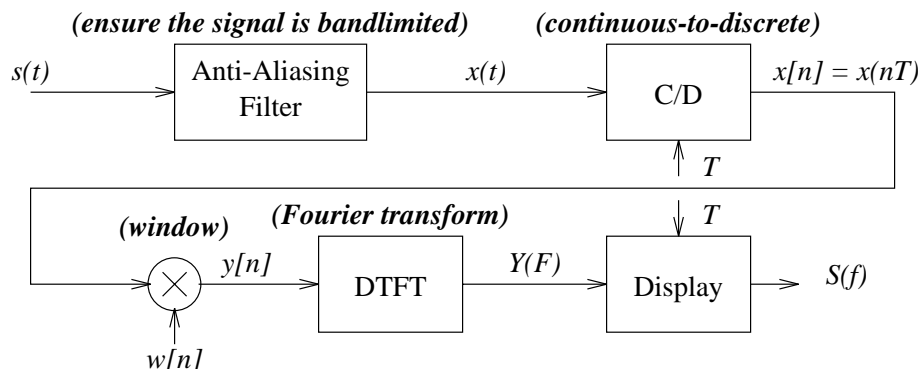 (ensure the signal is bandlimited)
(continuous-to-discrete)
s(t)
Anti-Aliasing
Filter
x(t)
C/D
x[n] = x(nT)
T
T
(window)
(Fourier transform)
y[n]
DTFT
Y(F)
Display
S(f)
w[n]